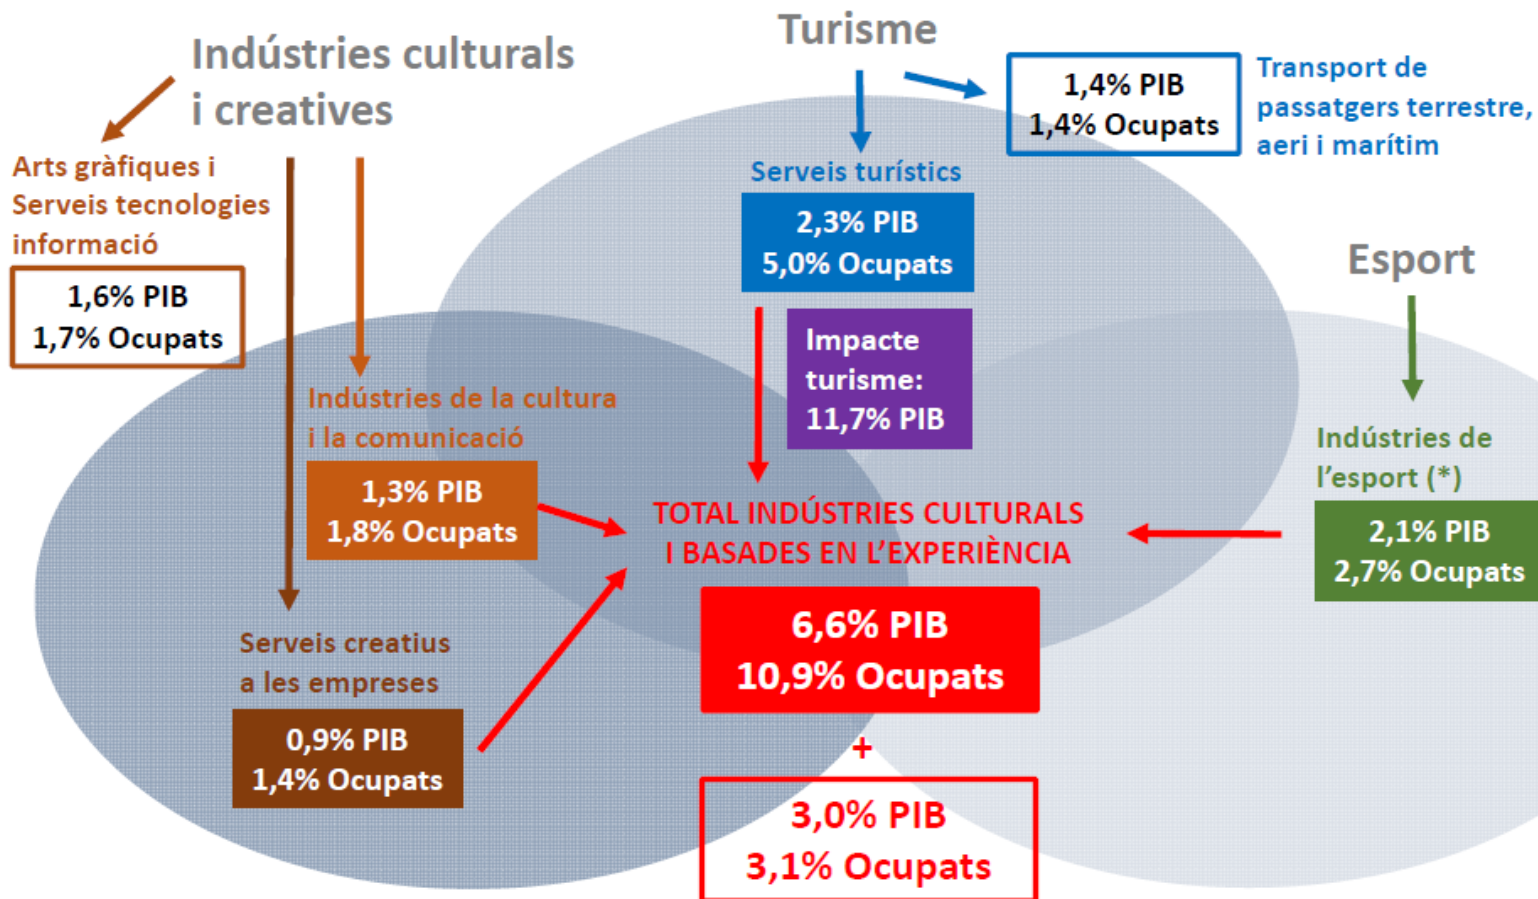 Indústries culturals
i creatives
Turisme
1,4% PIB
1,4% Ocupats
Transport de
passatgers terrestre,
aeri i marítim
Arts gràfiques i
Serveis tecnologies
informació
1,6% PIB
1,7% Ocupats
Serveis turístics
2,3% PIB
5,0% Ocupats
Impacte
turisme:
11,7% PIB
Esport
Indústries de
l'esport (*)
2,1% PIB
2,7% Ocupats
Indústries de la cultura
i la comunicació
1,3% PIB
1,8% Ocupats
TOTAL INDÚSTRIES CULTURALS
I BASADES EN L'EXPERIÈNCIA
6,6% PIB
10,9% Ocupats
Serveis creatius
a les empreses
0,9% PIB
1,4% Ocupats
+
3,0% PIB
3,1% Ocupats